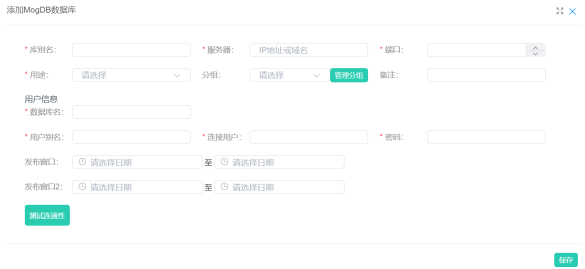 添加MogDB数据库
* 库别名: * 服务器: IP地址或域名 * 端口:
* 用途: 请选择 分组: 请选择 管理分组 备注:
用户信息
* 数据库名:
* 用户别名: * 连接用户: * 密码:
发布窗口: 请选择日期 至 请选择日期
发布窗口2: 请选择日期 至 请选择日期
测试连通性
保存